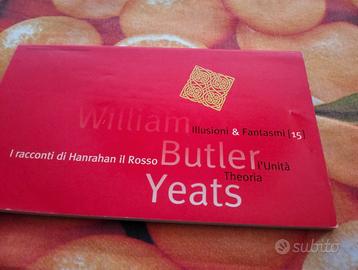 William
Illusioni & Fantasmi [15]
I racconti di Hanrahan il Rosso Butler l'Unità
Theoria
Yeats
subito